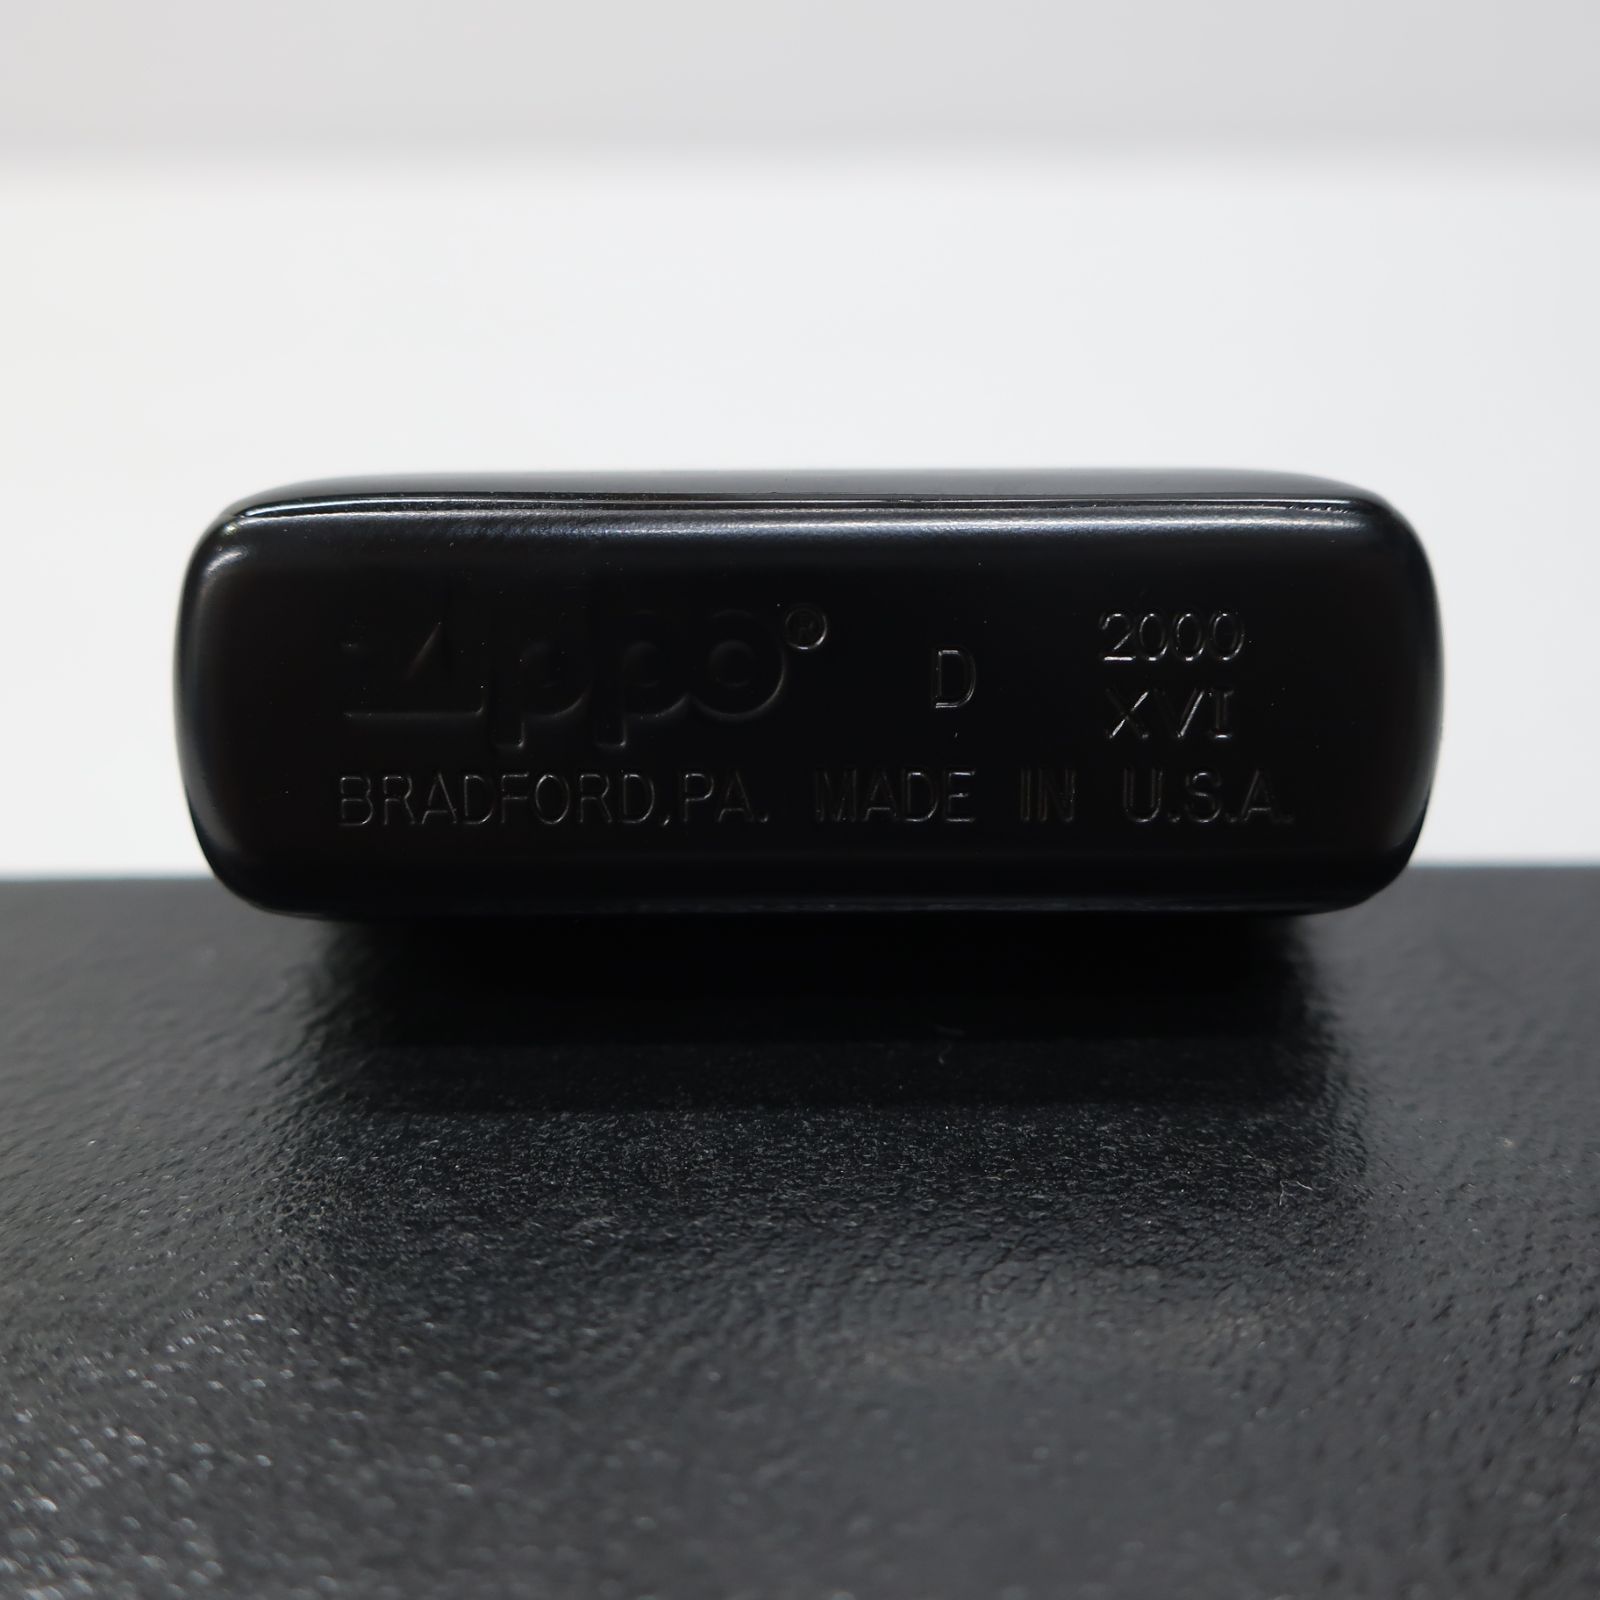 Zippo® D 2000
XVI
BRADFORD,PA. MADE IN U.S.A.